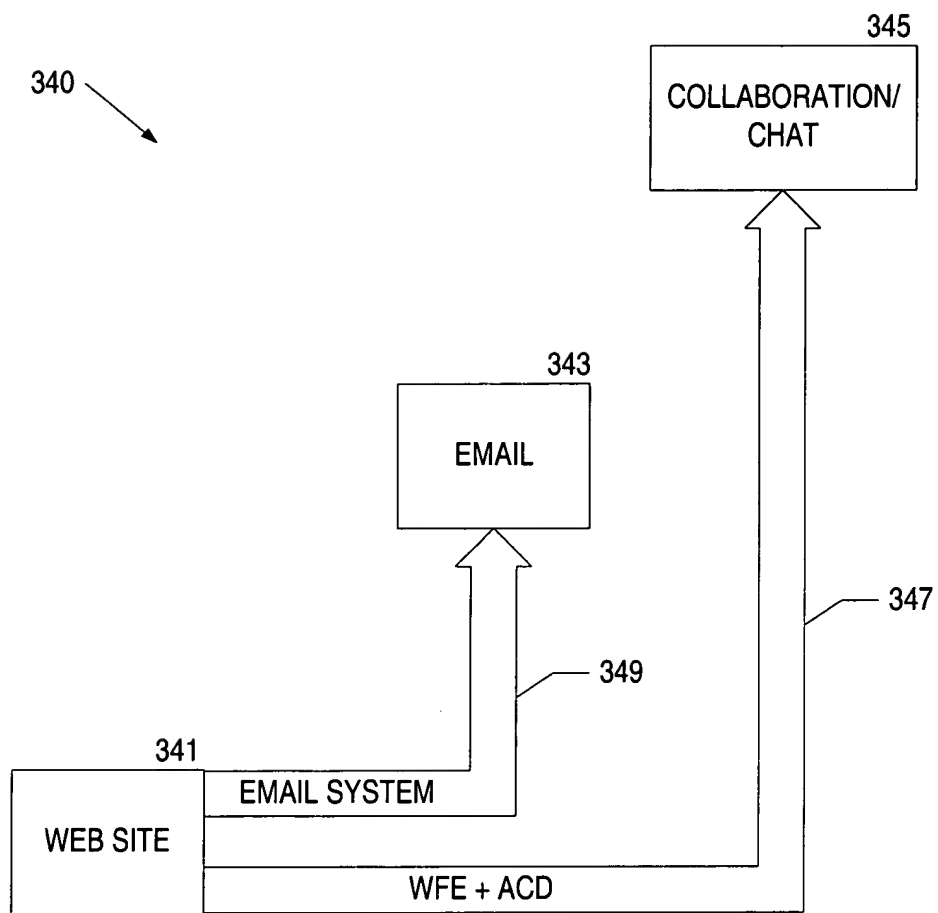 345
340
COLLABORATION/
CHAT
343
EMAIL
347
349
341
EMAIL SYSTEM
WEB SITE
WFE + ACD